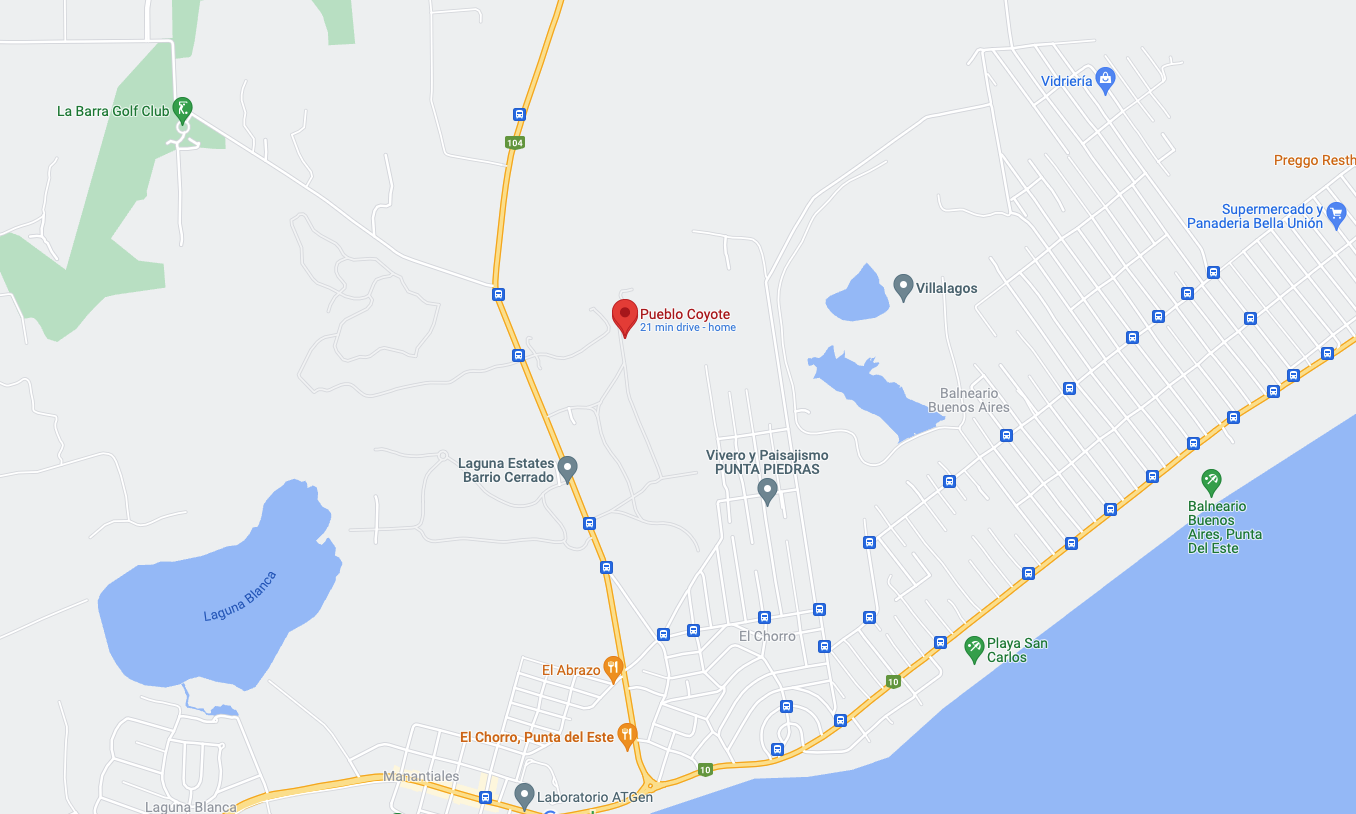 Vidriería
La Barra Golf Club
104
Preggo Resth
Supermercado y
Panaderia Bella Unión
Villalagos
Pueblo Coyote
21 min drive - home
Balneario
Buenos Aires
Vivero y Paisajismo
PUNTA PIEDRAS
Laguna Estates
Barrio Cerrado
Balneario
Buenos
Aires, Punta
Del Este
Laguna Blanca
El Chorro
Playa San
Carlos
El Abrazo
10
El Chorro, Punta del Este
10
Manantiales
Laboratorio ATGen
Laguna Blanca